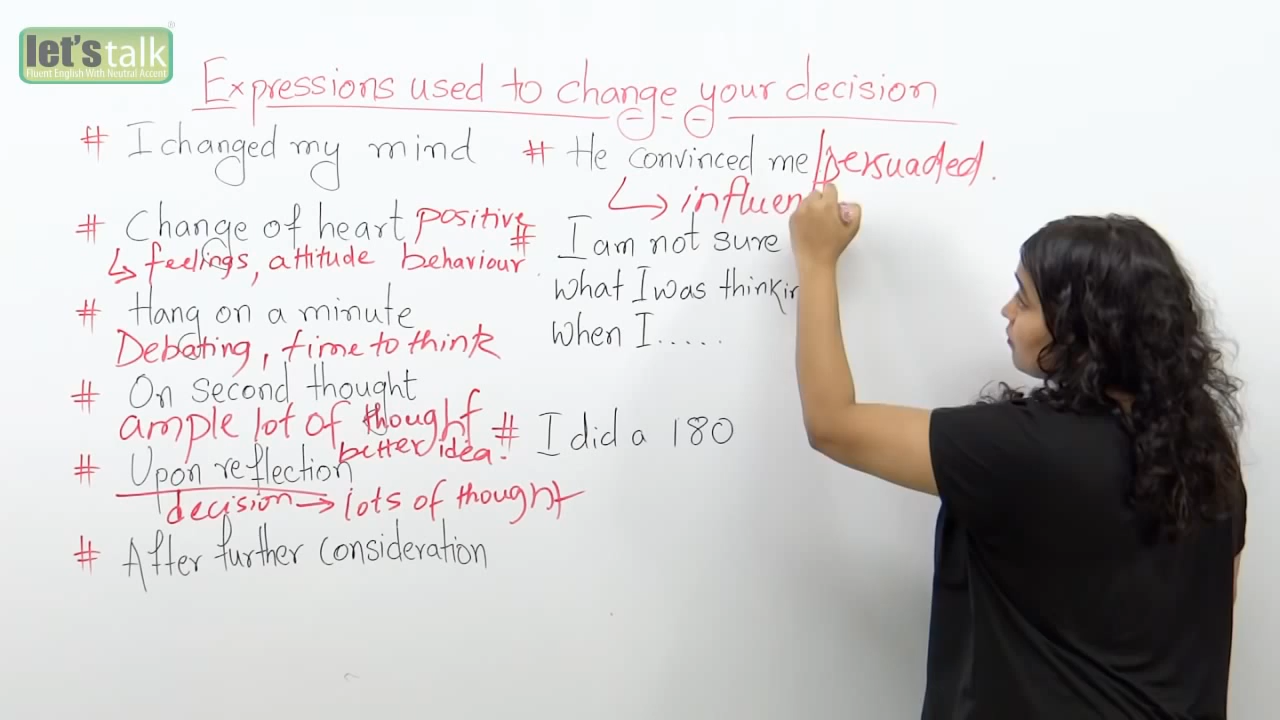 let's talk
Fluent English With Neutral Accent
Expressions used to change your decision
# I changed my mind
# Change of heart positive
↳ feelings, attitude behaviour
# Hang on a minute
Debating, time to think
# On second thought
ample lot of thought
better idea.
# Upon reflection
decision → lots of thought
# After further consideration
# He convinced me/persuaded.
↳ influen
# I am not sure
what I was thinkin
when I.....
# I did a 180